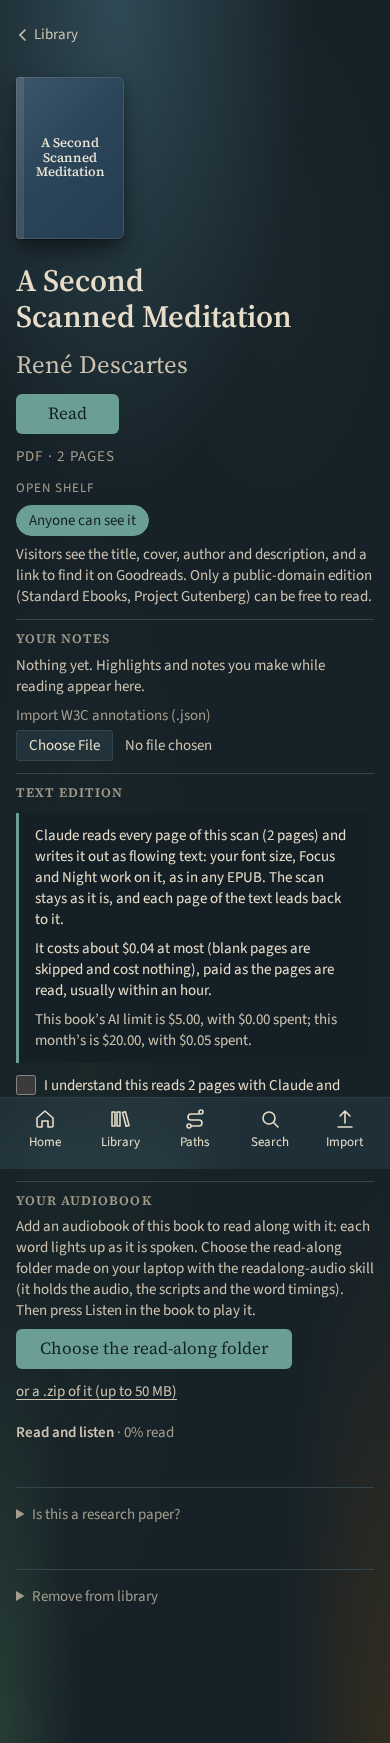 Library
A Second
Scanned
Meditation
A Second
Scanned Meditation
René Descartes
Read
PDF · 2 PAGES
OPEN SHELF
Anyone can see it
Visitors see the title, cover, author and description, and a
link to find it on Goodreads. Only a public-domain edition
(Standard Ebooks, Project Gutenberg) can be free to read.
YOUR NOTES
Nothing yet. Highlights and notes you make while
reading appear here.
Import W3C annotations (.json)
Choose File No file chosen
TEXT EDITION
Claude reads every page of this scan (2 pages) and
writes it out as flowing text: your font size, Focus
and Night work on it, as in any EPUB. The scan
stays as it is, and each page of the text leads back
to it.
It costs about $0.04 at most (blank pages are
skipped and cost nothing), paid as the pages are
read, usually within an hour.
This book’s AI limit is $5.00, with $0.00 spent; this
month’s is $20.00, with $0.05 spent.
I understand this reads 2 pages with Claude and
Home Library Paths Search Import
YOUR AUDIOBOOK
Add an audiobook of this book to read along with it: each
word lights up as it is spoken. Choose the read-along
folder made on your laptop with the readalong-audio skill
(it holds the audio, the scripts and the word timings).
Then press Listen in the book to play it.
Choose the read-along folder
or a .zip of it (up to 50 MB)
Read and listen · 0% read
Is this a research paper?
Remove from library